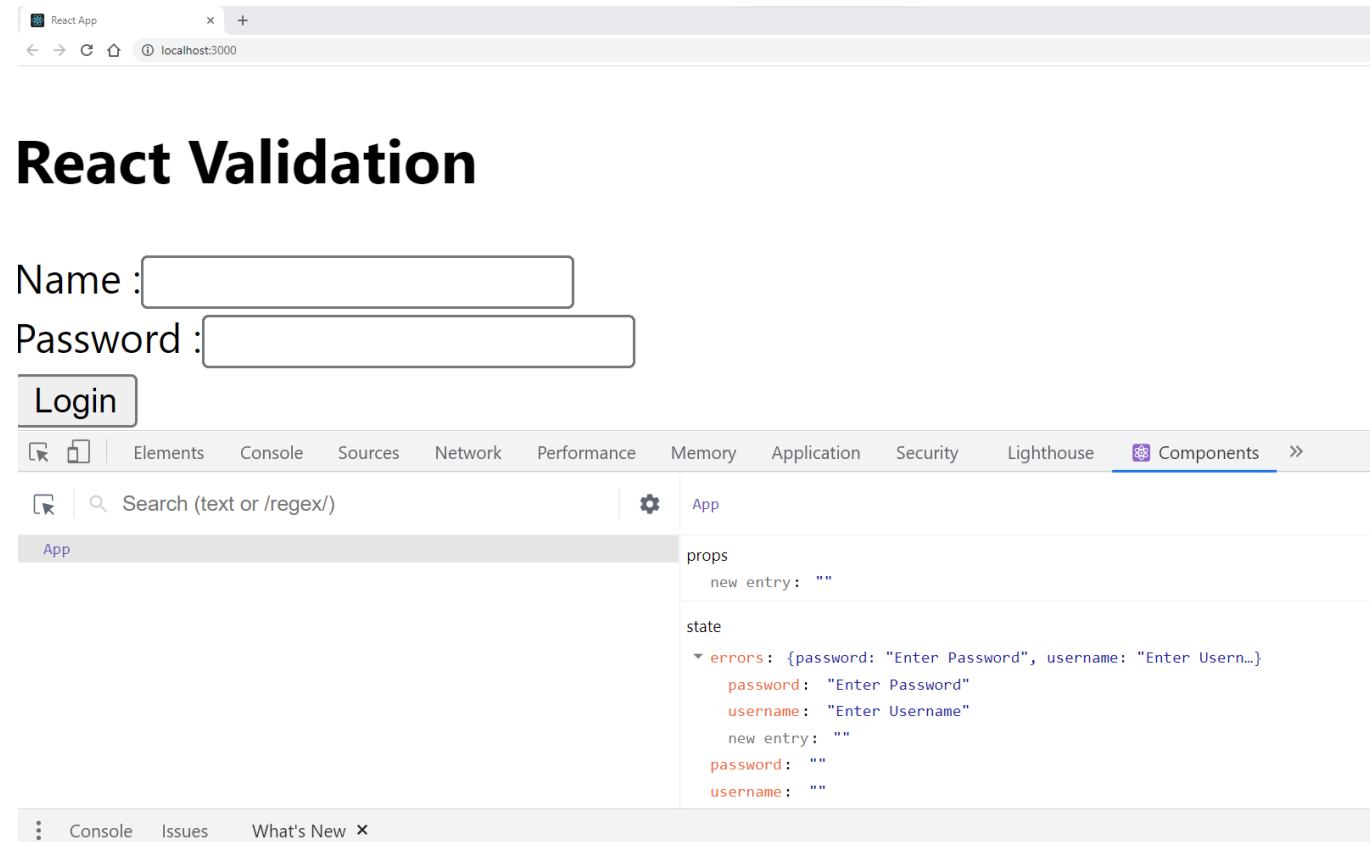 React App × +
localhost:3000
React Validation
Name :
Password :
Login
Elements Console Sources Network Performance Memory Application Security Lighthouse Components »
Search (text or /regex/)
App
App
props
new entry: ""
state
errors: {password: "Enter Password", username: "Enter Usern…}
password: "Enter Password"
username: "Enter Username"
new entry: ""
password: ""
username: ""
Console Issues What's New ×